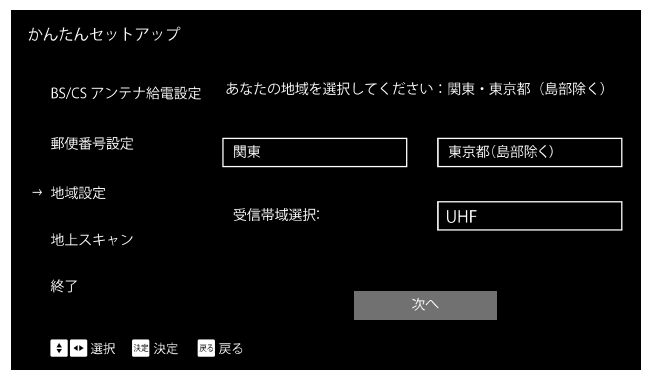 かんたんセットアップ
BS/CS アンテナ給電設定
あなたの地域を選択してください:関東・東京都(島部除く)
郵便番号設定
関東
東京都(島部除く)
→ 地域設定
受信帯域選択:
UHF
地上スキャン
終了
次へ
選択 決定 決定 戻る 戻る